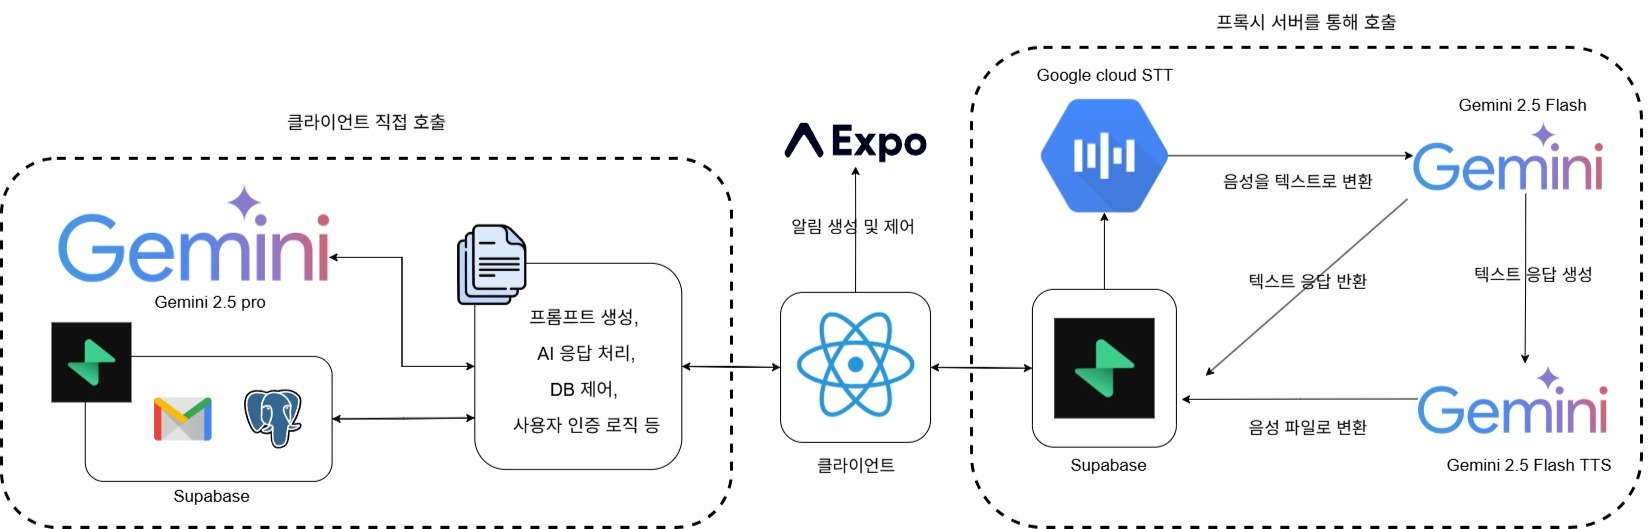 프록시 서버를 통해 호출
Google cloud STT
Gemini 2.5 Flash
Gemini
음성을 텍스트로 변환
텍스트 응답 반환
텍스트 응답 생성
음성 파일로 변환
Gemini
Gemini 2.5 Flash TTS
Supabase
Expo
알림 생성 및 제어
클라이언트
클라이언트 직접 호출
Gemini
Gemini 2.5 pro
프롬프트 생성,
AI 응답 처리,
DB 제어,
사용자 인증 로직 등
Supabase